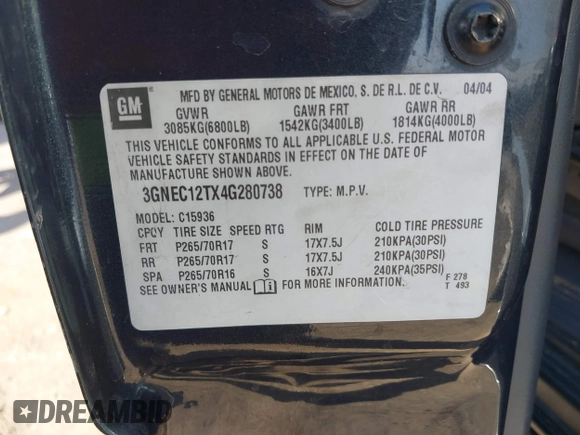 GM
MFD BY GENERAL MOTORS DE MEXICO, S. DE R.L. DE C.V. 04/04
GVWR GAWR FRT GAWR RR
3085KG(6800LB) 1542KG(3400LB) 1814KG(4000LB)
THIS VEHICLE CONFORMS TO ALL APPLICABLE U.S. FEDERAL MOTOR
VEHICLE SAFETY STANDARDS IN EFFECT ON THE DATE OF
MANUFACTURE SHOWN ABOVE.
3GNEC12TX4G280738 TYPE: M.P.V.
MODEL: C15936
CPCY TIRE SIZE SPEED RTG RIM COLD TIRE PRESSURE
FRT P265/70R17 S 17X7.5J 210KPA(30PSI)
RR P265/70R17 S 17X7.5J 210KPA(30PSI)
SPA P265/70R16 S 16X7J 240KPA(35PSI)
SEE OWNER'S MANUAL FOR MORE INFORMATION. F 278
T 493
DREAMBID